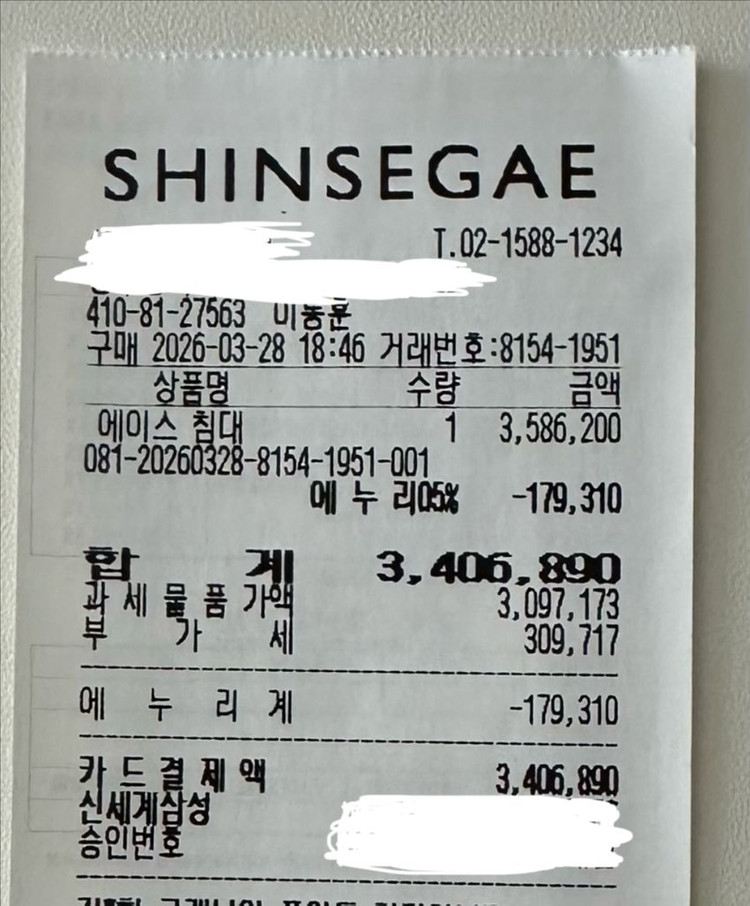 SHINSEGAE
T.02-1588-1234
410-81-27563 이동훈
구매 2026-03-28 18:46 거래번호:8154-1951
상품명 수량 금액
에이스 침대 1 3,586,200
081-20260328-8154-1951-001
에 누 리05% -179,310
합 계 3,406,890
과 세 물 품 가액 3,097,173
부 가 세 309,717
에 누 리 계 -179,310
카 드 결 제 액 3,406,890
신세계삼성
승인번호